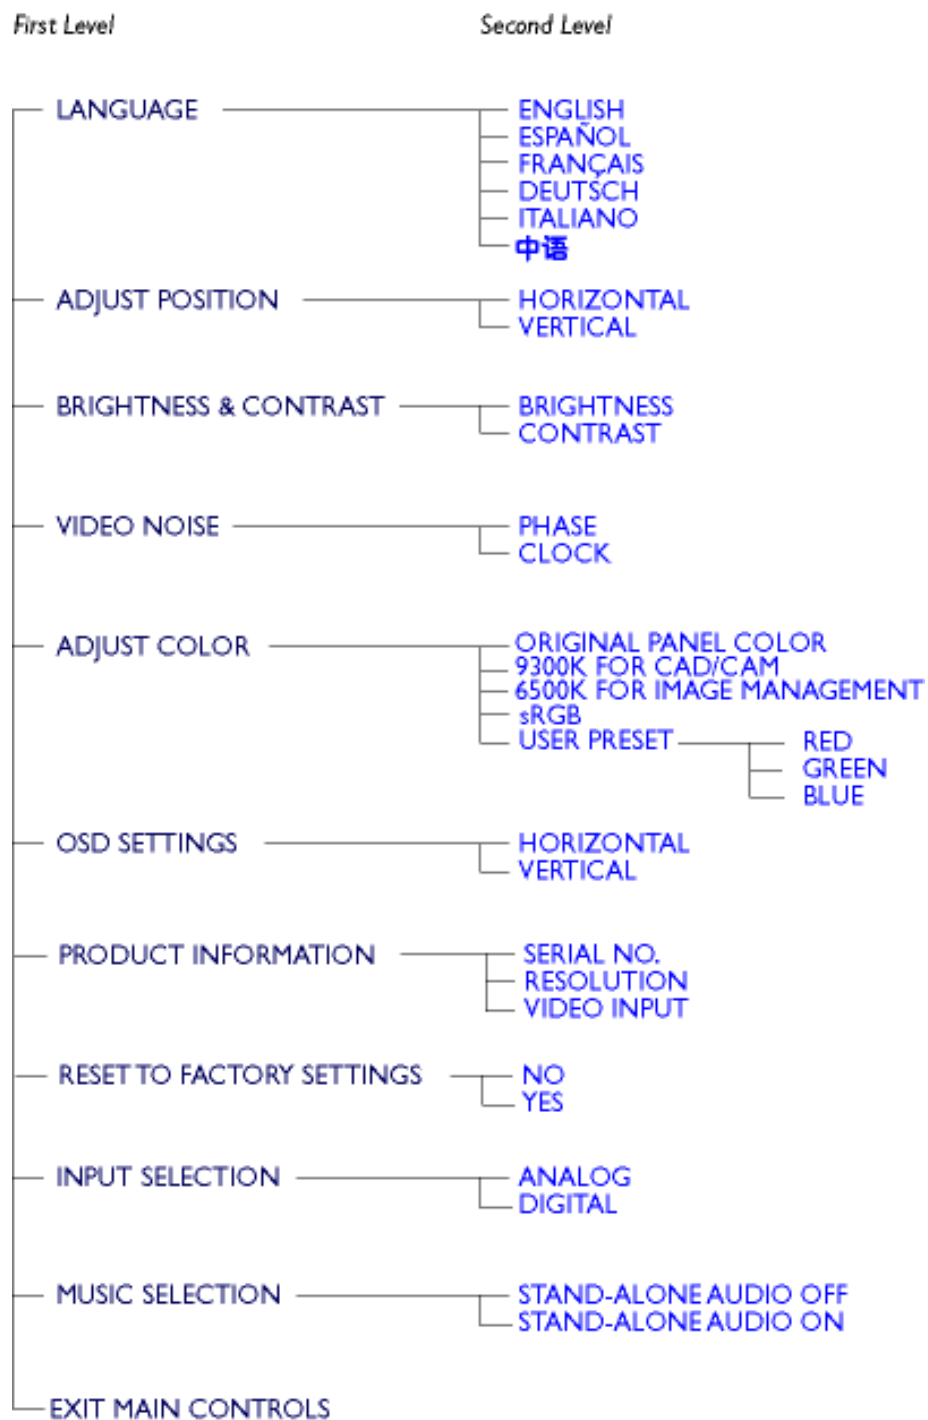 First Level
Second Level
LANGUAGE
ENGLISH
ESPAÑOL
FRANÇAIS
DEUTSCH
ITALIANO
中语
ADJUST POSITION
HORIZONTAL
VERTICAL
BRIGHTNESS & CONTRAST
BRIGHTNESS
CONTRAST
VIDEO NOISE
PHASE
CLOCK
ADJUST COLOR
ORIGINAL PANEL COLOR
9300K FOR CAD/CAM
6500K FOR IMAGE MANAGEMENT
sRGB
USER PRESET
RED
GREEN
BLUE
OSD SETTINGS
HORIZONTAL
VERTICAL
PRODUCT INFORMATION
SERIAL NO.
RESOLUTION
VIDEO INPUT
RESET TO FACTORY SETTINGS
NO
YES
INPUT SELECTION
ANALOG
DIGITAL
MUSIC SELECTION
STAND-ALONE AUDIO OFF
STAND-ALONE AUDIO ON
EXIT MAIN CONTROLS